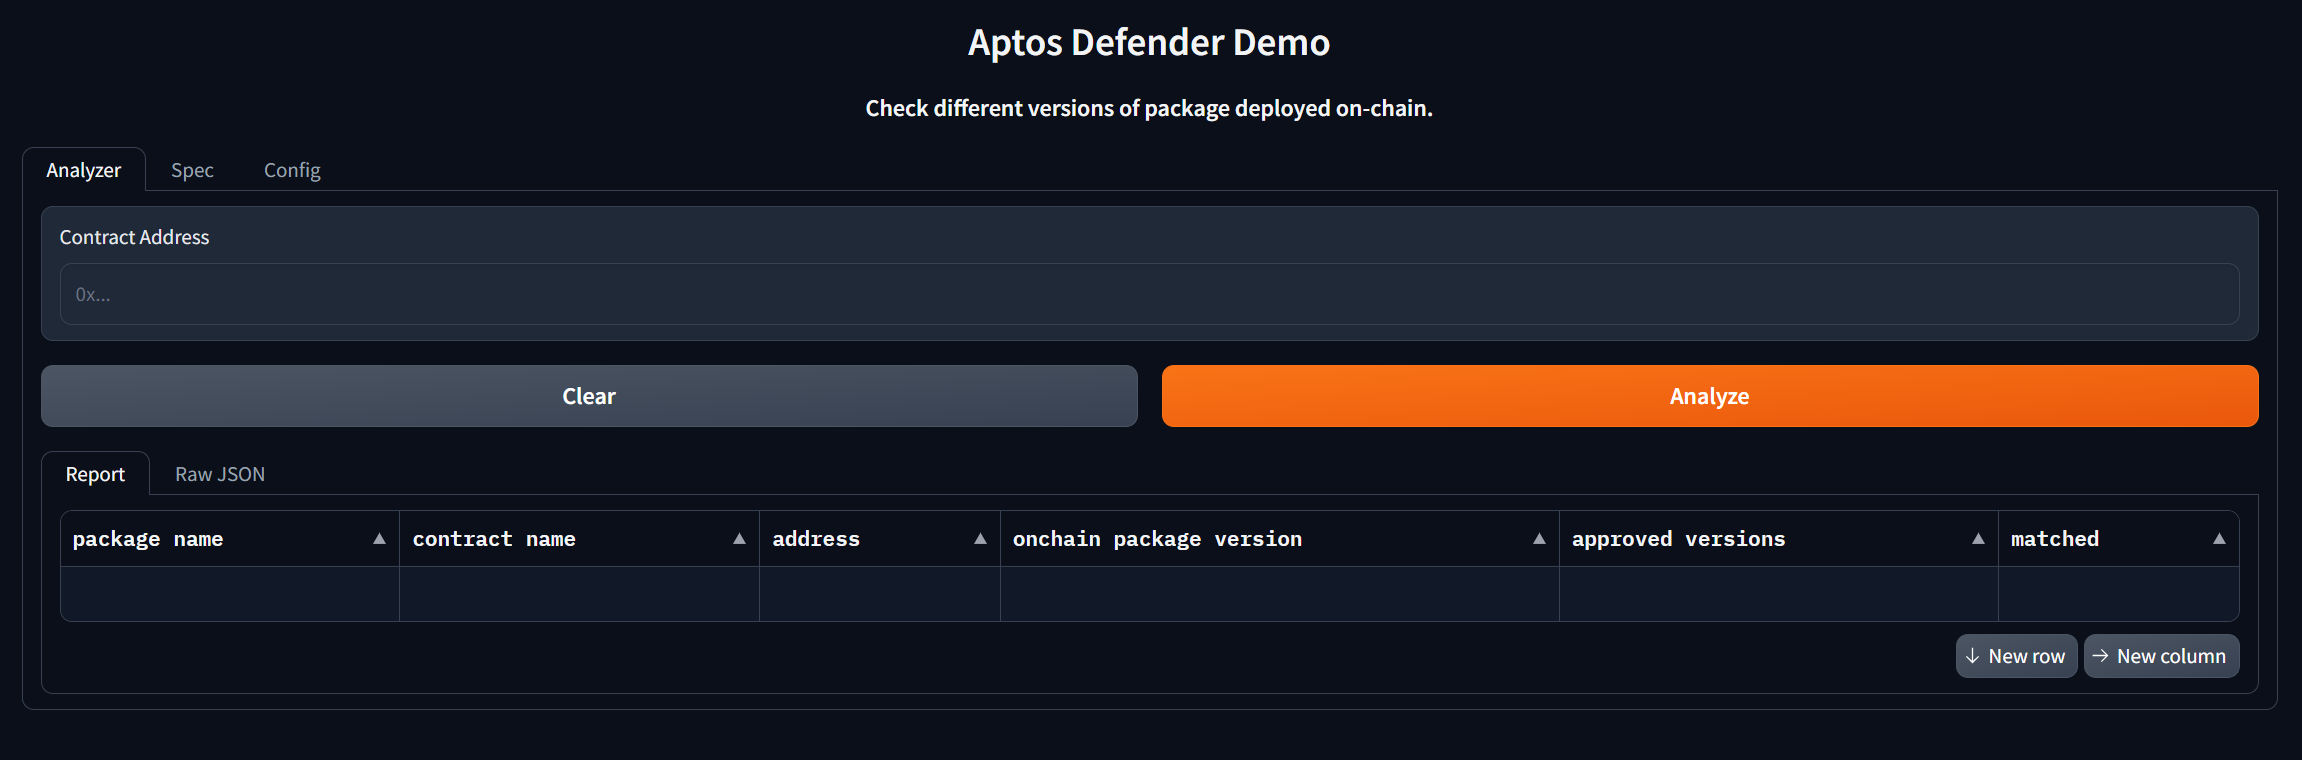 Aptos Defender Demo
Check different versions of package deployed on-chain.
Analyzer Spec Config
Contract Address
0x...
Clear Analyze
Report Raw JSON
package name contract name address onchain package version approved versions matched
New row New column